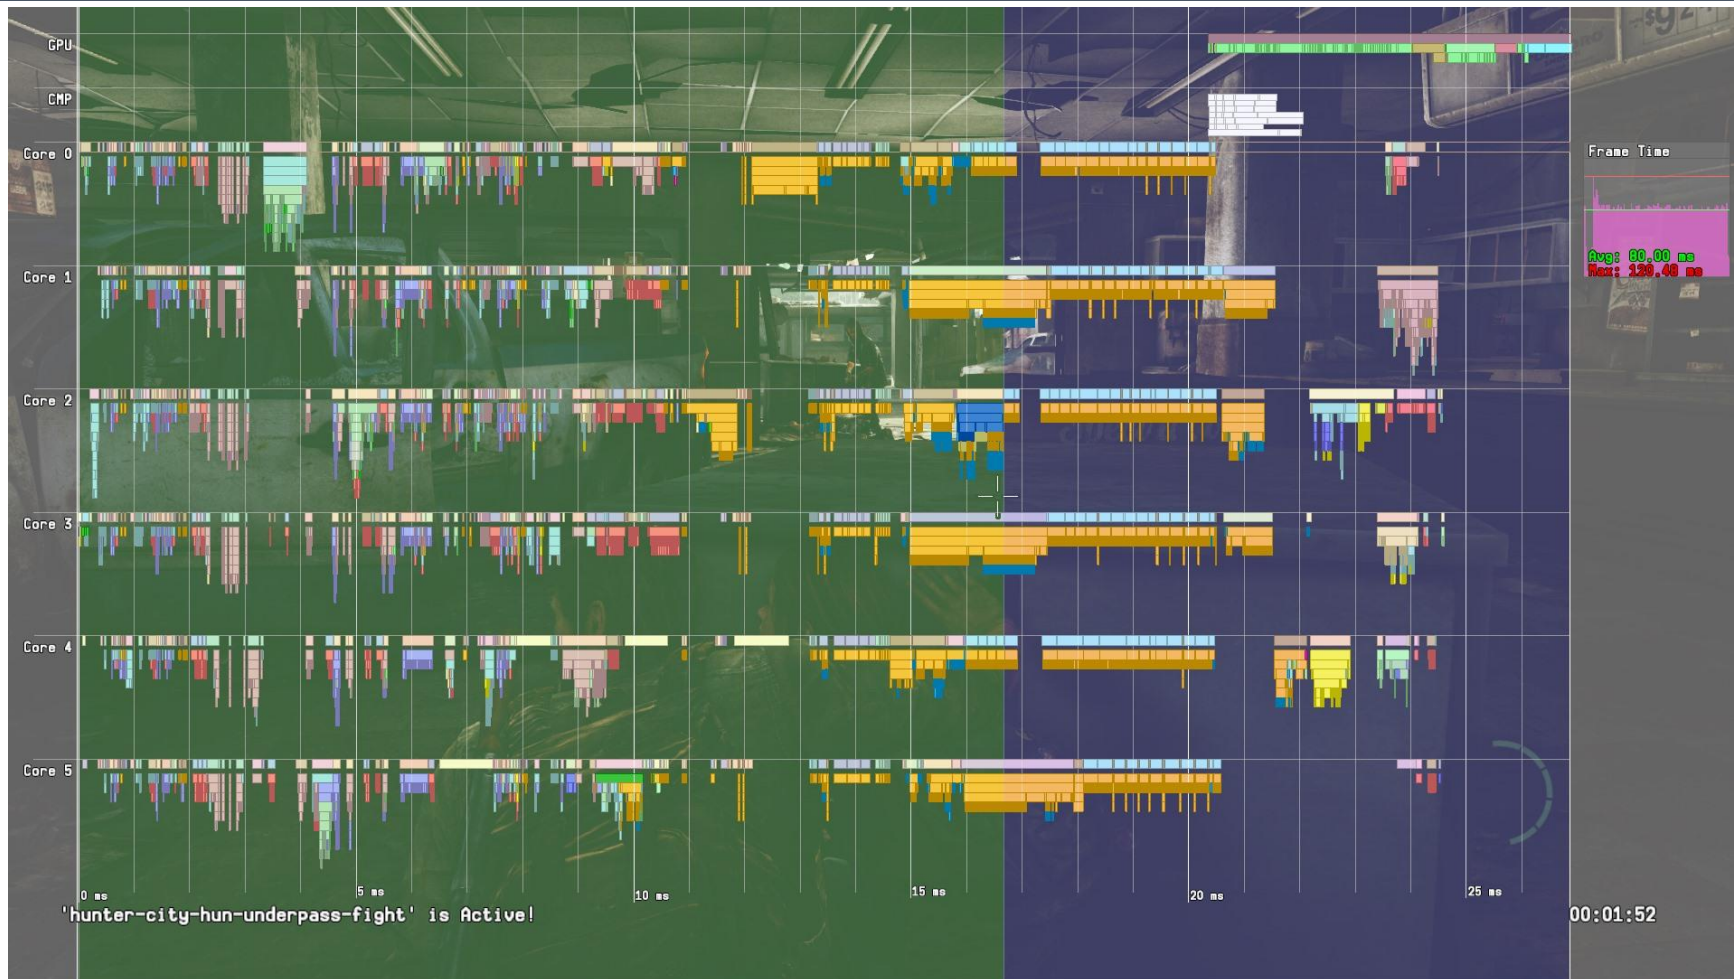 GPU
CMP
Core 0
Frame Time
Avg: 80.00 ms
Max: 120.48 ms
Core 1
Core 2
Core 3
Core 4
Core 5
0 ms
5 ms
10 ms
15 ms
20 ms
25 ms
'hunter-city-hun-underpass-fight' is Active!
00:01:52